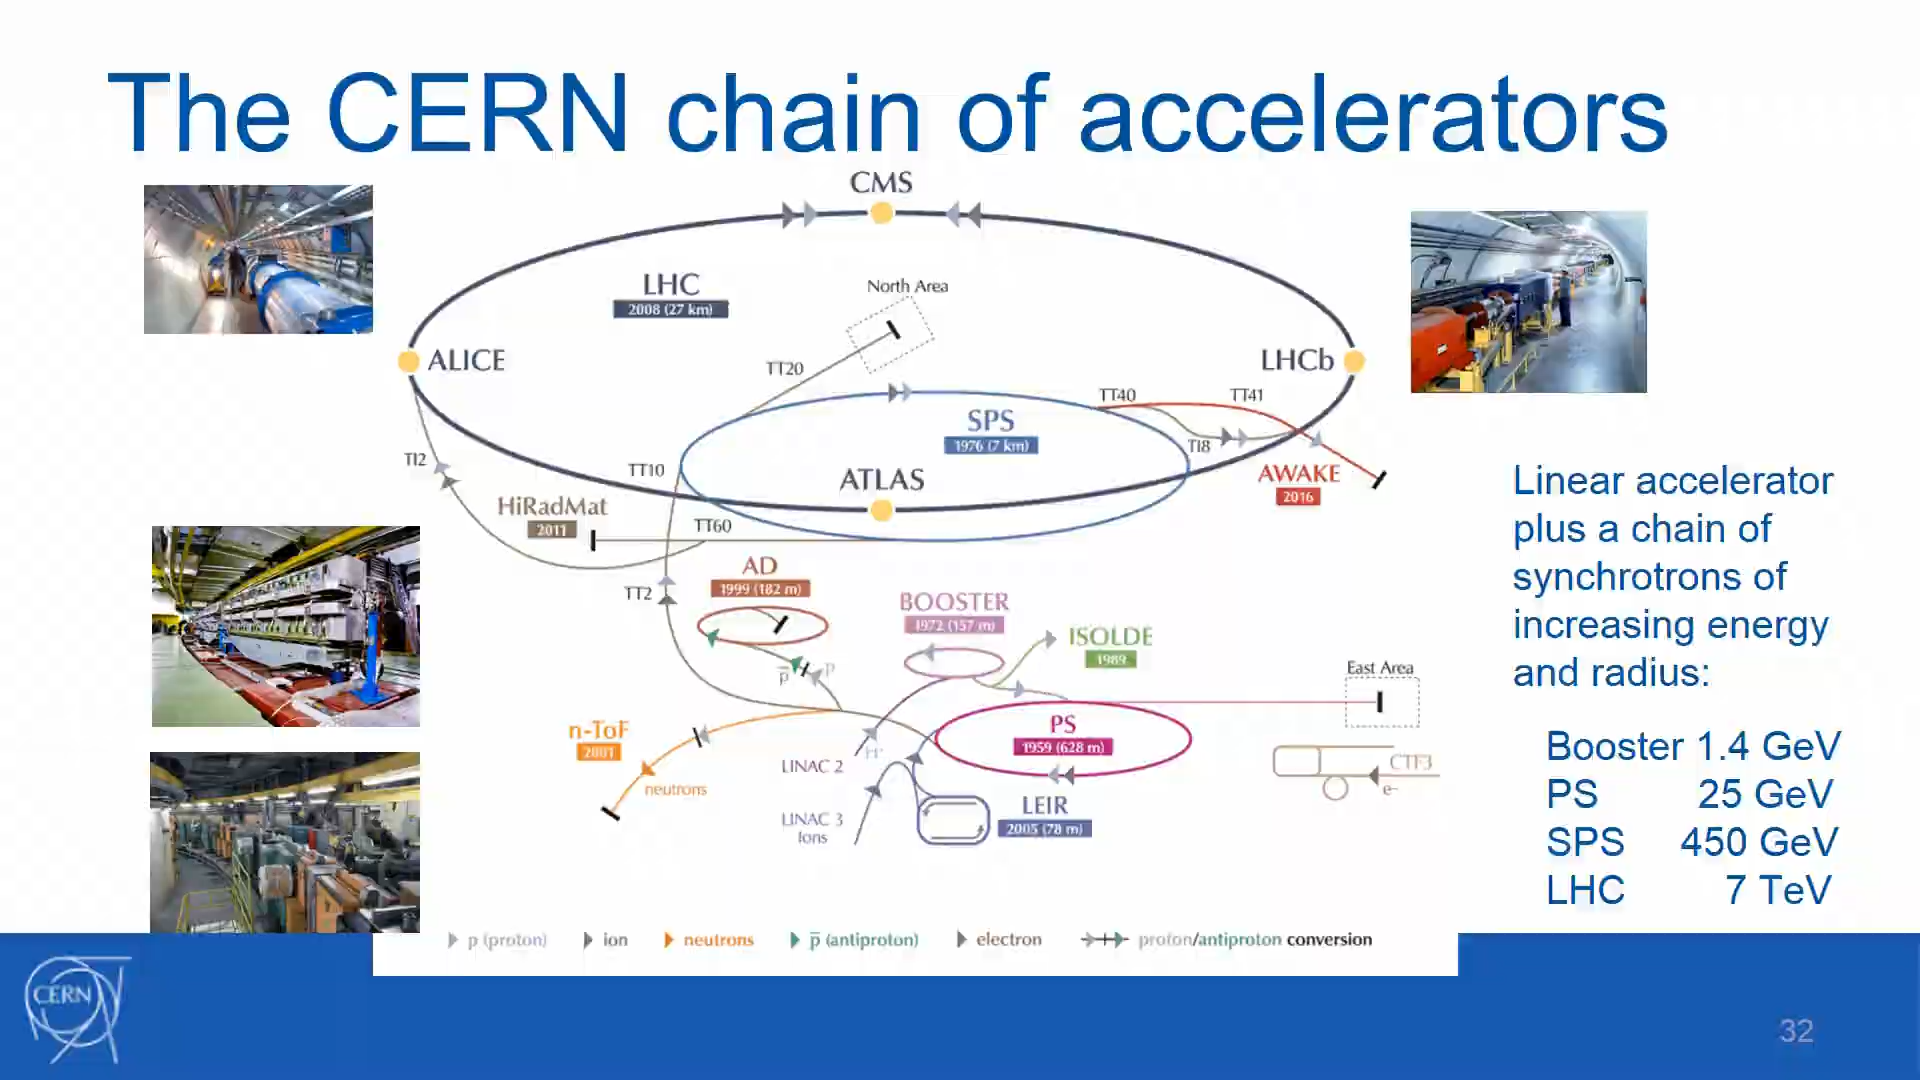 The CERN chain of accelerators
CMS
LHC
2008 (27 km)
North Area
ALICE
TT20
LHCb
TT40
TT41
SPS
1976 (7 km)
TI8
TI2
TT10
ATLAS
AWAKE
2016
HiRadMat
2011
TT60
AD
1999 (182 m)
TT2
BOOSTER
1972 (157 m)
ISOLDE
1989
p̅
p
East Area
n-ToF
2001
neutrons
PS
1959 (628 m)
H⁻
LINAC 2
CTF3
e-
LINAC 3
Ions
LEIR
2005 (78 m)
Linear accelerator
plus a chain of
synchrotrons of
increasing energy
and radius:
Booster 1.4 GeV
PS 25 GeV
SPS 450 GeV
LHC 7 TeV
p (proton) ion neutrons p̅ (antiproton) electron proton/antiproton conversion
CERN
32